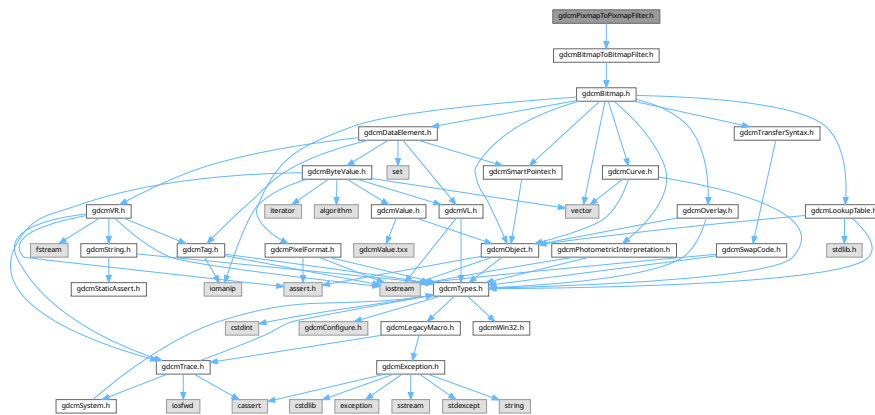 gdcmPixmapToPixmapFilter.h
gdcmBitmapToBitmapFilter.h
gdcmBitmap.h
gdcmDataElement.h
gdcmTransferSyntax.h
gdcmByteValue.h
set
gdcmSmartPointer.h
gdcmCurve.h
gdcmVR.h
iterator
algorithm
gdcmValue.h
gdcmVL.h
vector
gdcmOverlay.h
gdcmLookupTable.h
fstream
gdcmString.h
gdcmTag.h
gdcmPixelFormat.h
gdcmValue.txx
gdcmObject.h
gdcmPhotometricInterpretation.h
gdcmSwapCode.h
stdlib.h
gdcmStaticAssert.h
iomanip
assert.h
iostream
gdcmTypes.h
cstdint
gdcmConfigure.h
gdcmLegacyMacro.h
gdcmWin32.h
gdcmTrace.h
gdcmException.h
gdcmSystem.h
iosfwd
cassert
cstdlib
exception
sstream
stdexcept
string